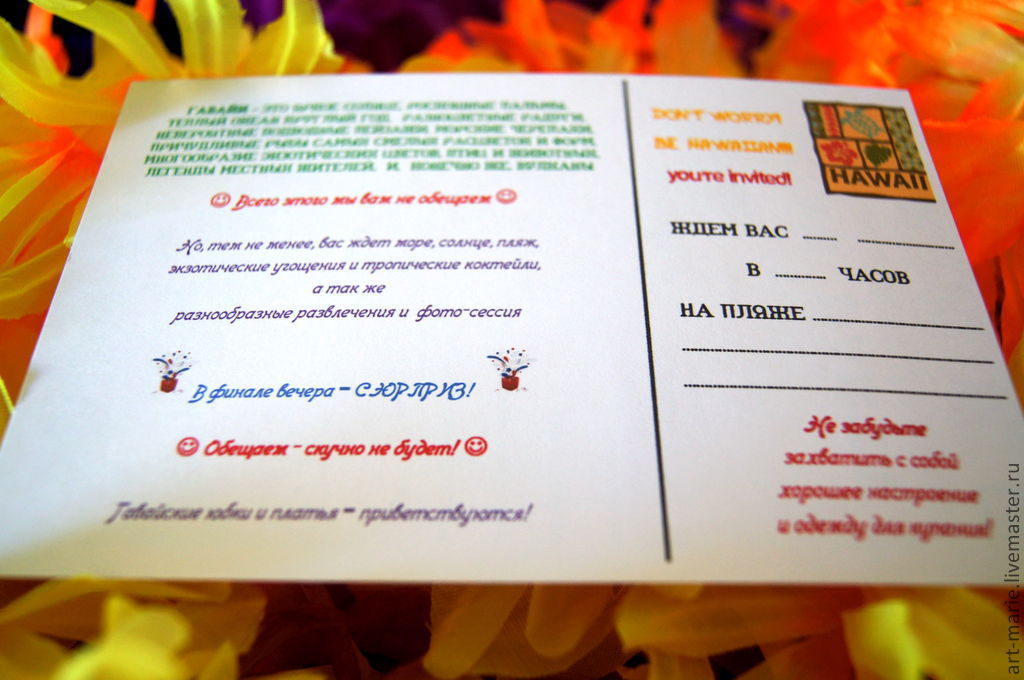 ГАВАЙИ - ЭТО ЯРКОЕ СОЛНЦЕ, РОСКОШНЫЕ ПАЛЬМЫ,
ТЕПЛЫЙ ОКЕАН КРУГЛЫЙ ГОД, РАЗНОЦВЕТНЫЕ РАДУГИ,
НЕВЕРОЯТНЫЕ ПОДВОДНЫЕ ПЕЙЗАЖИ, МОРСКИЕ ЧЕРЕПАХИ,
ПРИЧУДЛИВЫЕ РЫБЫ САМЫХ СМЕЛЫХ РАСЦВЕТОК И ФОРМ,
МНОГООБРАЗИЕ ЭКЗОТИЧЕСКИХ ЦВЕТОВ, ПТИЦ И ЖИВОТНЫХ,
ЛЕГЕНДЫ МЕСТНЫХ ЖИТЕЛЕЙ, И, КОНЕЧНО ЖЕ, ВУЛКАНЫ
☺ Всего этого мы вам не обещаем ☺
Но, тем не менее, вас ждет море, солнце, пляж,
экзотические угощения и тропические коктейли,
а так же
разнообразные развлечения и фото-сессия
В финале вечера – СЮРПРИЗ!
☺ Обещаем – скучно не будет! ☺
Гавайские юбки и платья – приветствуются!
DON'T WORRY!
BE HAWAIIAN!!!
you're invited!
HAWAII
ЖДЕМ ВАС ........ ......................
В ............ ЧАСОВ
НА ПЛЯЖЕ ..............................
Не забудьте
захватить с собой
хорошее настроение
и одежду для купания!
art-marie.livemaster.ru